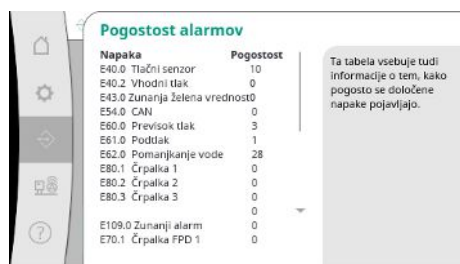 Pogostost alarmov
Napaka Pogostost
E40.0 Tlačni senzor 10
E40.2 Vhodni tlak 0
E43.0 Zunanja želena vrednost0
E54.0 CAN 0
E60.0 Previsok tlak 3
E61.0 Podtlak 1
E62.0 Pomanjkanje vode 28
E80.1 Črpalka 1 0
E80.2 Črpalka 2 0
E80.3 Črpalka 3 0
0
E109.0 Zunanji alarm 0
E70.1 Črpalka FPD 1 0
Ta tabela vsebuje tudi
informacije o tem, kako
pogosto se določene
napake pojavljajo.